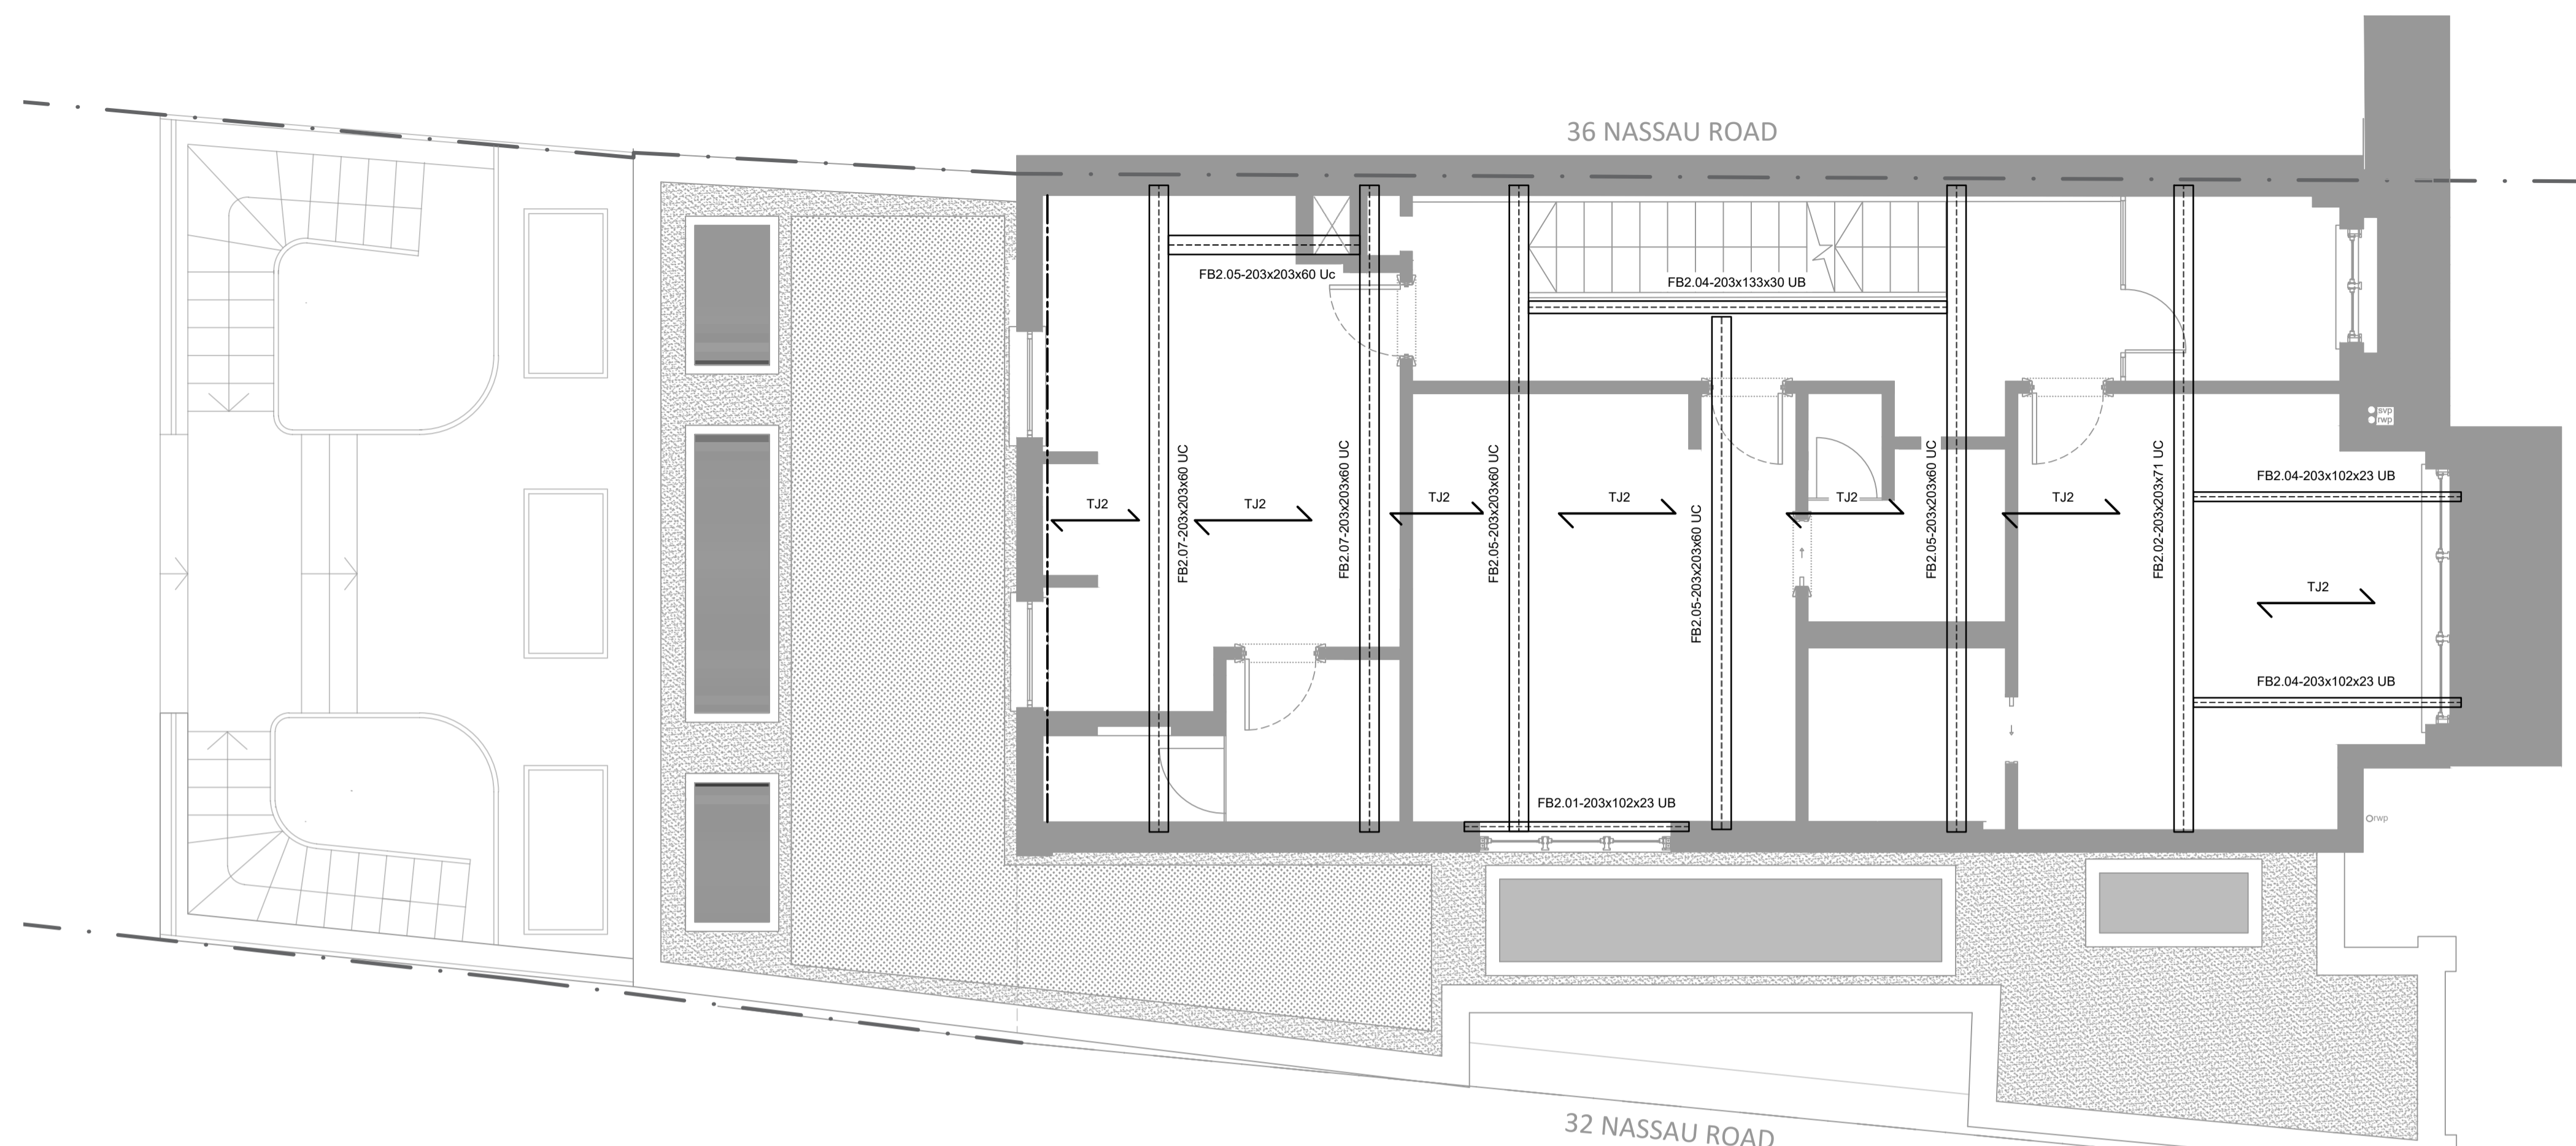 36 NASSAU ROAD
FB2.05-203x203x60 Uc
FB2.04-203x133x30 UB
svp
rwp
FB2.07-203x203x60 UC
FB2.07-203x203x60 UC
FB2.05-203x203x60 UC
FB2.05-203x203x60 UC
FB2.05-203x203x60 UC
FB2.02-203x203x71 UC
FB2.04-203x102x23 UB
TJ2
TJ2
TJ2
TJ2
TJ2
TJ2
TJ2
FB2.04-203x102x23 UB
FB2.01-203x102x23 UB
rwp
32 NASSAU ROAD